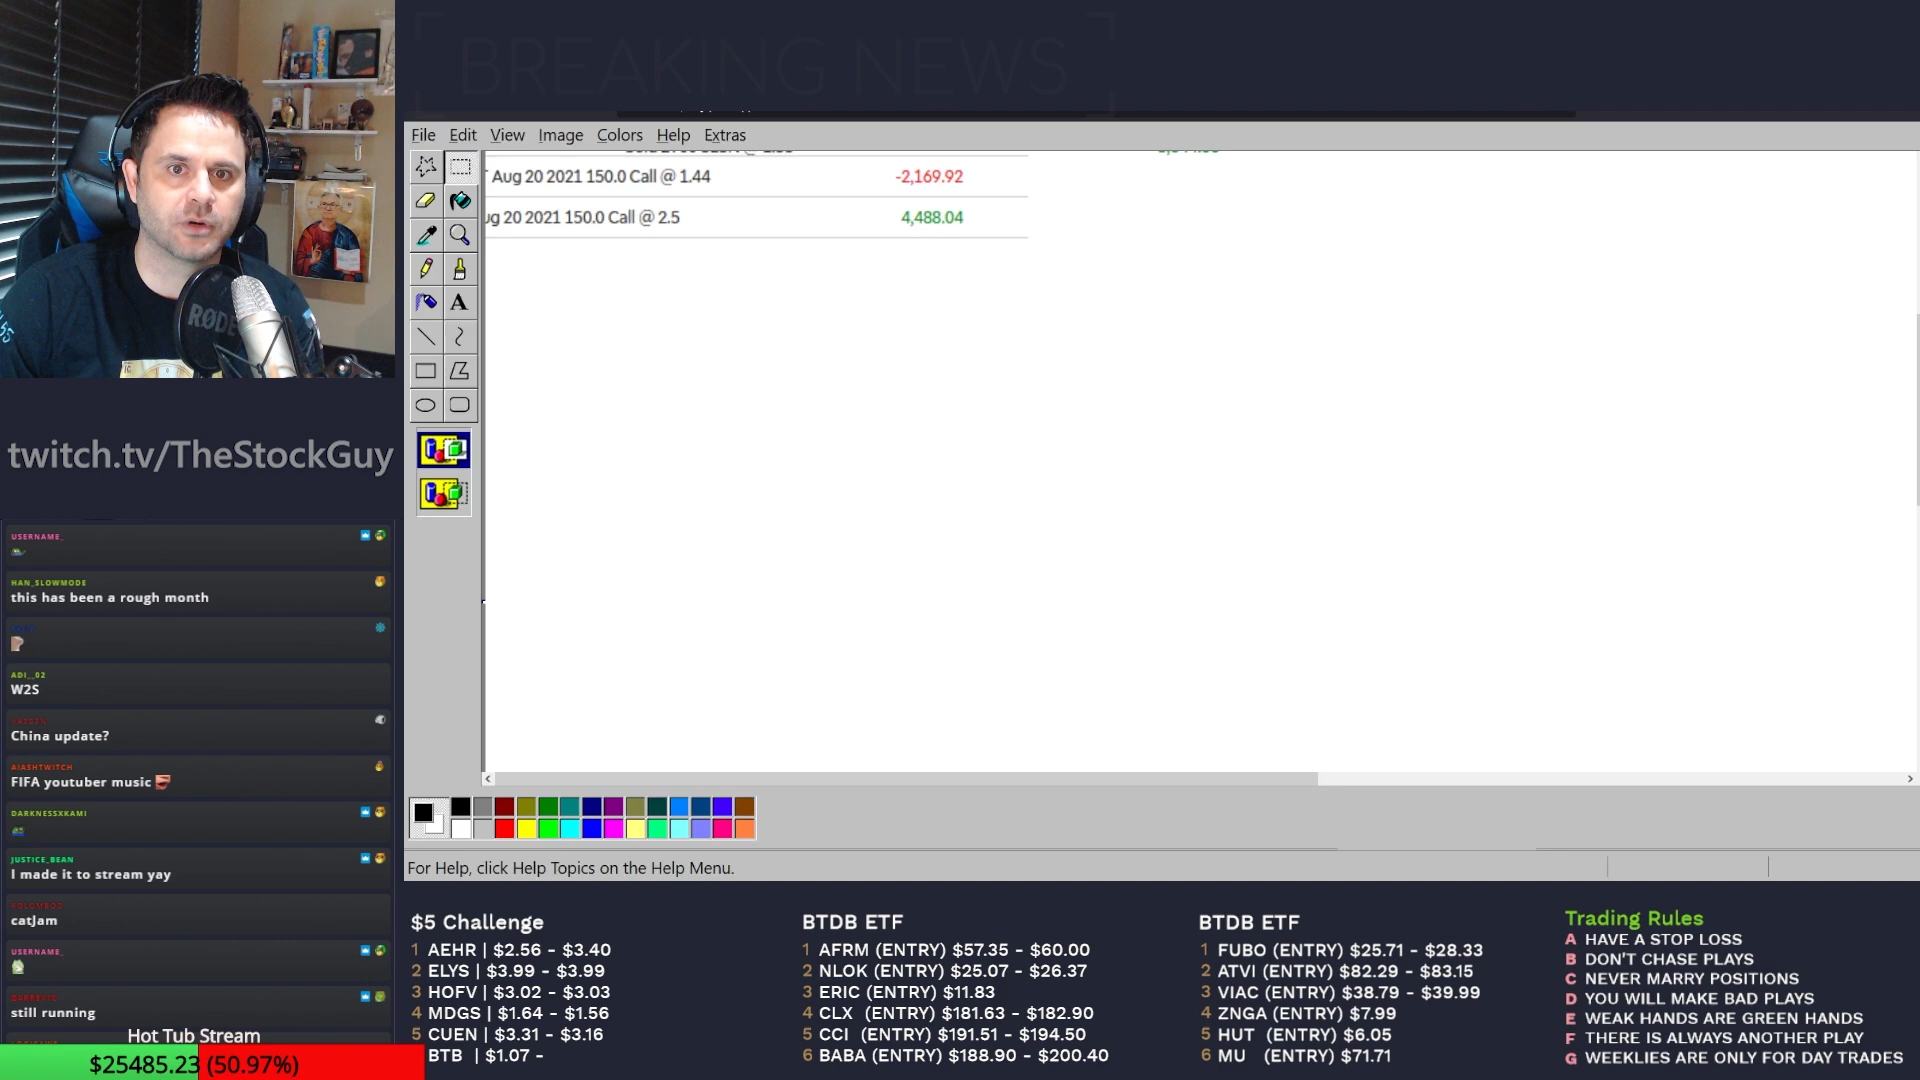 BREAKING NEWS
File Edit View Image Colors Help Extras
Aug 20 2021 150.0 Call @ 1.44 -2,169.92
ug 20 2021 150.0 Call @ 2.5 4,488.04
RØDE
twitch.tv/TheStockGuy
USERNAME_
HAN_SLOWMODE
this has been a rough month
ADI__02
W2S
China update?
AIASHTWITCH
FIFA youtuber music
DARKNESSXKAMI
JUSTICE_BEAN
I made it to stream yay
catJam
USERNAME_
still running
Hot Tub Stream
$25485.23 (50.97%)
For Help, click Help Topics on the Help Menu.
$5 Challenge
1 AEHR | $2.56 - $3.40
2 ELYS | $3.99 - $3.99
3 HOFV | $3.02 - $3.03
4 MDGS | $1.64 - $1.56
5 CUEN | $3.31 - $3.16
BTB | $1.07 -
BTDB ETF
1 AFRM (ENTRY) $57.35 - $60.00
2 NLOK (ENTRY) $25.07 - $26.37
3 ERIC (ENTRY) $11.83
4 CLX (ENTRY) $181.63 - $182.90
5 CCI (ENTRY) $191.51 - $194.50
6 BABA (ENTRY) $188.90 - $200.40
BTDB ETF
1 FUBO (ENTRY) $25.71 - $28.33
2 ATVI (ENTRY) $82.29 - $83.15
3 VIAC (ENTRY) $38.79 - $39.99
4 ZNGA (ENTRY) $7.99
5 HUT (ENTRY) $6.05
6 MU (ENTRY) $71.71
Trading Rules
A HAVE A STOP LOSS
B DON'T CHASE PLAYS
C NEVER MARRY POSITIONS
D YOU WILL MAKE BAD PLAYS
E WEAK HANDS ARE GREEN HANDS
F THERE IS ALWAYS ANOTHER PLAY
G WEEKLIES ARE ONLY FOR DAY TRADES